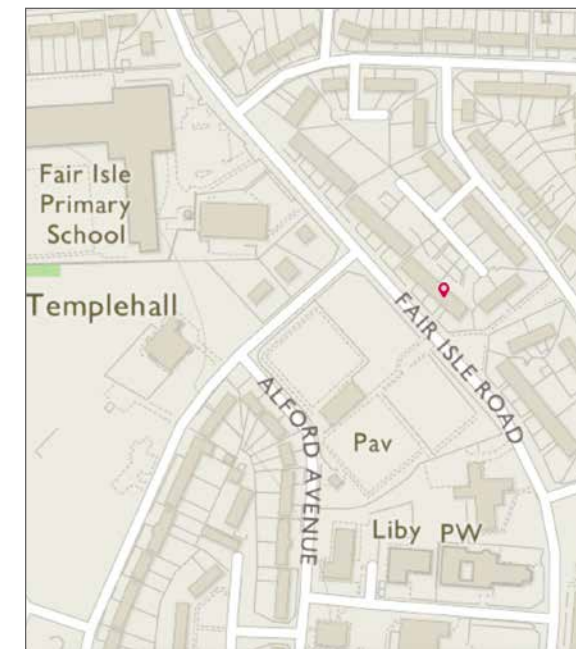 Fair Isle
Primary
School
Templehall
FAIR ISLE ROAD
ALFORD AVENUE
Pav
Liby PW